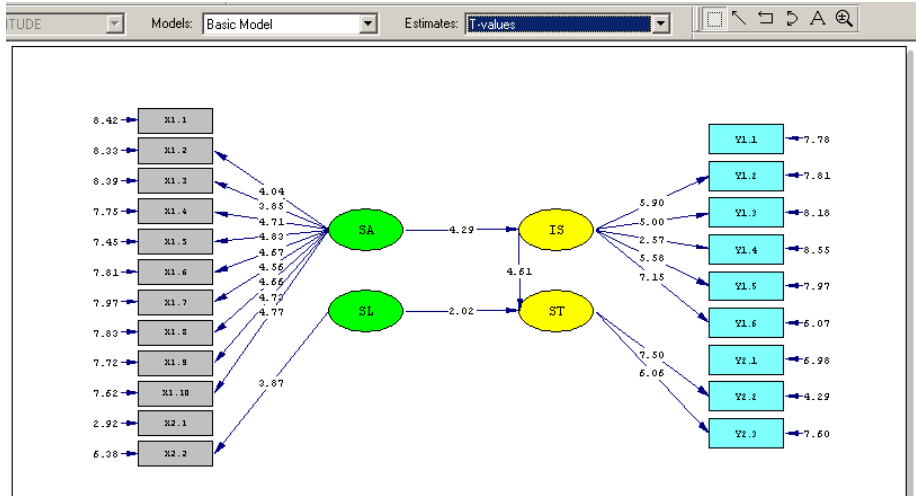 ITUDE Models: Basic Model Estimates: T-values A
8.42 X1.1
8.33 X1.2
8.39 X1.3
7.75 X1.4
7.45 X1.5
7.81 X1.6
7.97 X1.7
7.83 X1.8
7.72 X1.9
7.62 X1.10
2.92 X2.1
6.38 X2.2
4.04
3.85
4.71
4.83
4.67
4.56
4.66
4.73
4.77
3.87
SA
SL
4.29
2.02
IS
4.61
ST
5.90
5.00
2.57
5.58
7.15
7.50
6.06
Y1.1 7.78
Y1.2 7.81
Y1.3 8.18
Y1.4 8.55
Y1.5 7.97
Y1.6 6.07
Y2.1 6.98
Y2.2 4.29
Y2.3 7.60